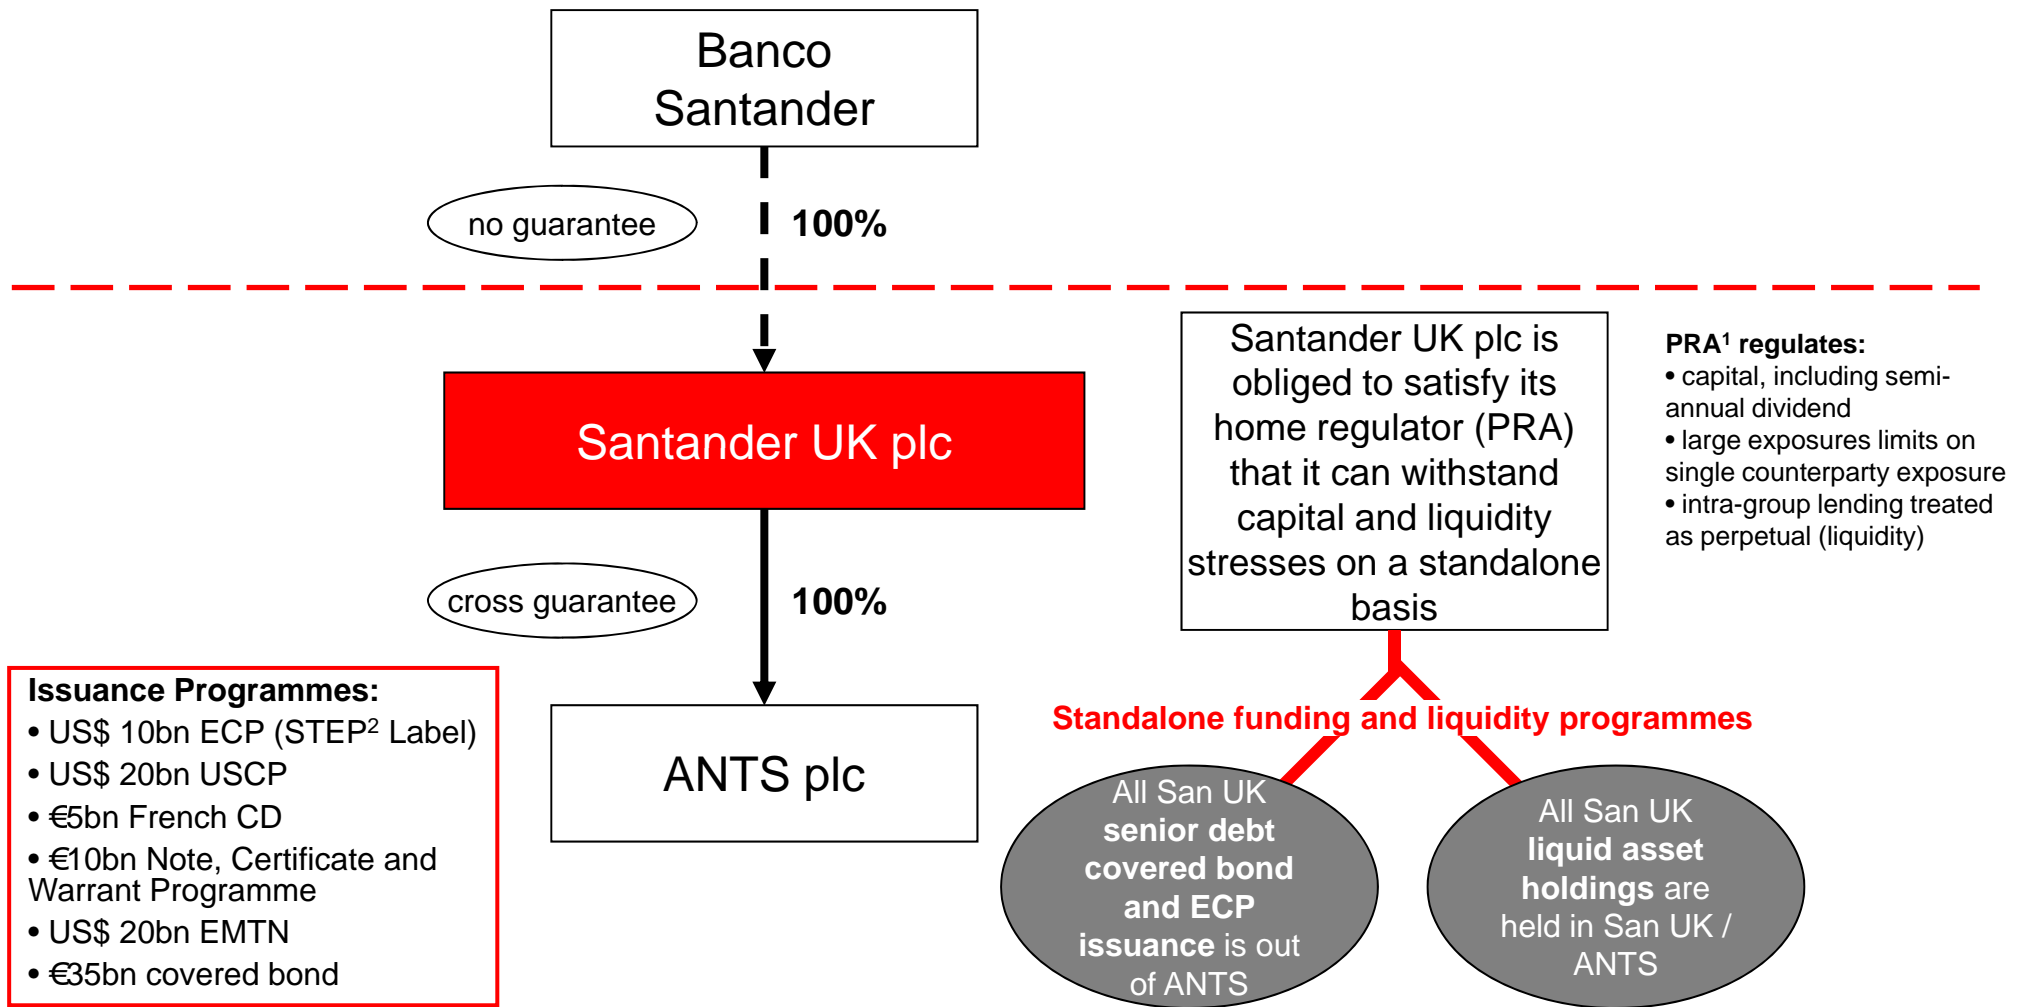 Banco
Santander
no guarantee
100%
Santander UK plc
cross guarantee
100%
ANTS plc
Issuance Programmes:
• US$ 10bn ECP (STEP² Label)
• US$ 20bn USCP
• €5bn French CD
• €10bn Note, Certificate and
Warrant Programme
• US$ 20bn EMTN
• €35bn covered bond
Santander UK plc is
obliged to satisfy its
home regulator (PRA)
that it can withstand
capital and liquidity
stresses on a standalone
basis
PRA¹ regulates:
• capital, including semi-
annual dividend
• large exposures limits on
single counterparty exposure
• intra-group lending treated
as perpetual (liquidity)
Standalone funding and liquidity programmes
All San UK
senior debt
covered bond
and ECP
issuance is out
of ANTS
All San UK
liquid asset
holdings are
held in San UK /
ANTS